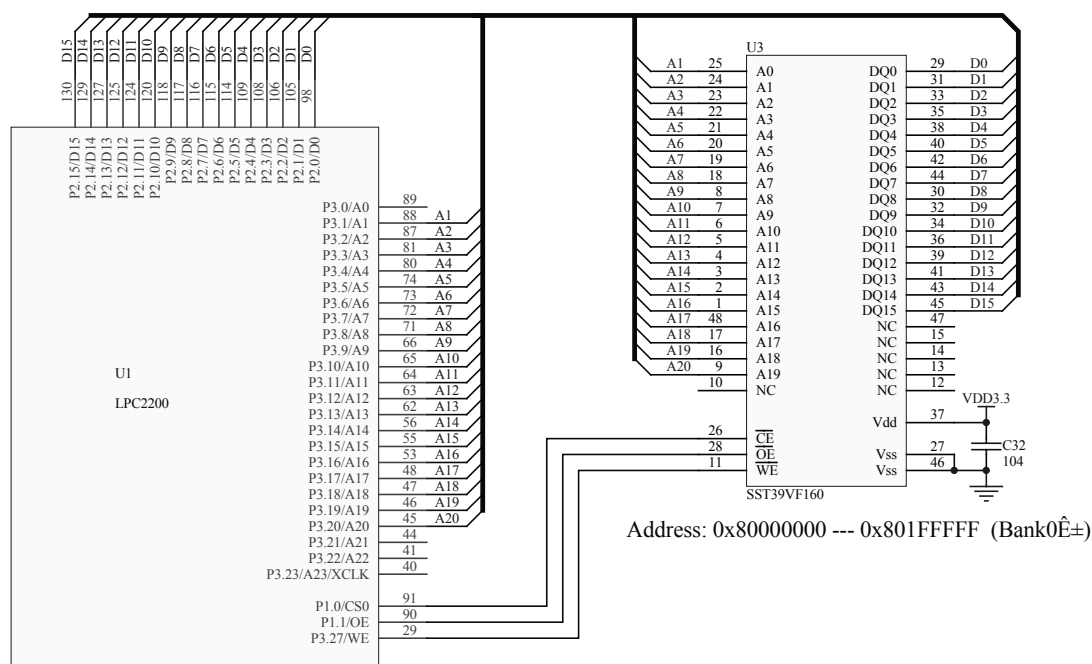 D15 D14 D13 D12 D11 D10 D9 D8 D7 D6 D5 D4 D3 D2 D1 D0
130 129 127 125 124 120 118 117 116 115 114 109 108 106 105 98
P2.15/D15 P2.14/D14 P2.13/D13 P2.12/D12 P2.11/D11 P2.10/D10 P2.9/D9 P2.8/D8 P2.7/D7 P2.6/D6 P2.5/D5 P2.4/D4 P2.3/D3 P2.2/D2 P2.1/D1 P2.0/D0
P3.0/A0 89
P3.1/A1 88 A1
P3.2/A2 87 A2
P3.3/A3 81 A3
P3.4/A4 80 A4
P3.5/A5 74 A5
P3.6/A6 73 A6
P3.7/A7 72 A7
P3.8/A8 71 A8
P3.9/A9 66 A9
P3.10/A10 65 A10
P3.11/A11 64 A11
P3.12/A12 63 A12
P3.13/A13 62 A13
P3.14/A14 56 A14
P3.15/A15 55 A15
P3.16/A16 53 A16
P3.17/A17 48 A17
P3.18/A18 47 A18
P3.19/A19 46 A19
P3.20/A20 45 A20
P3.21/A21 44
P3.22/A22 41
P3.23/A23/XCLK 40
P1.0/CS0 91
P1.1/OE 90
P3.27/WE 29
U1
LPC2200
U3
A1 25 A0 DQ0 29 D0
A2 24 A1 DQ1 31 D1
A3 23 A2 DQ2 33 D2
A4 22 A3 DQ3 35 D3
A5 21 A4 DQ4 38 D4
A6 20 A5 DQ5 40 D5
A7 19 A6 DQ6 42 D6
A8 18 A7 DQ7 44 D7
A9 8 A8 DQ8 30 D8
A10 7 A9 DQ9 32 D9
A11 6 A10 DQ10 34 D10
A12 5 A11 DQ11 36 D11
A13 4 A12 DQ12 39 D12
A14 3 A13 DQ13 41 D13
A15 2 A14 DQ14 43 D14
A16 1 A15 DQ15 45 D15
A17 48 A16 NC 47
A18 17 A17 NC 15
A19 16 A18 NC 14
A20 9 A19 NC 13
10 NC NC 12
VDD3.3
Vdd 37
26 CE
28 OE Vss 27
11 WE Vss 46
C32
104
SST39VF160
Address: 0x80000000 --- 0x801FFFFF (Bank0Ê±)